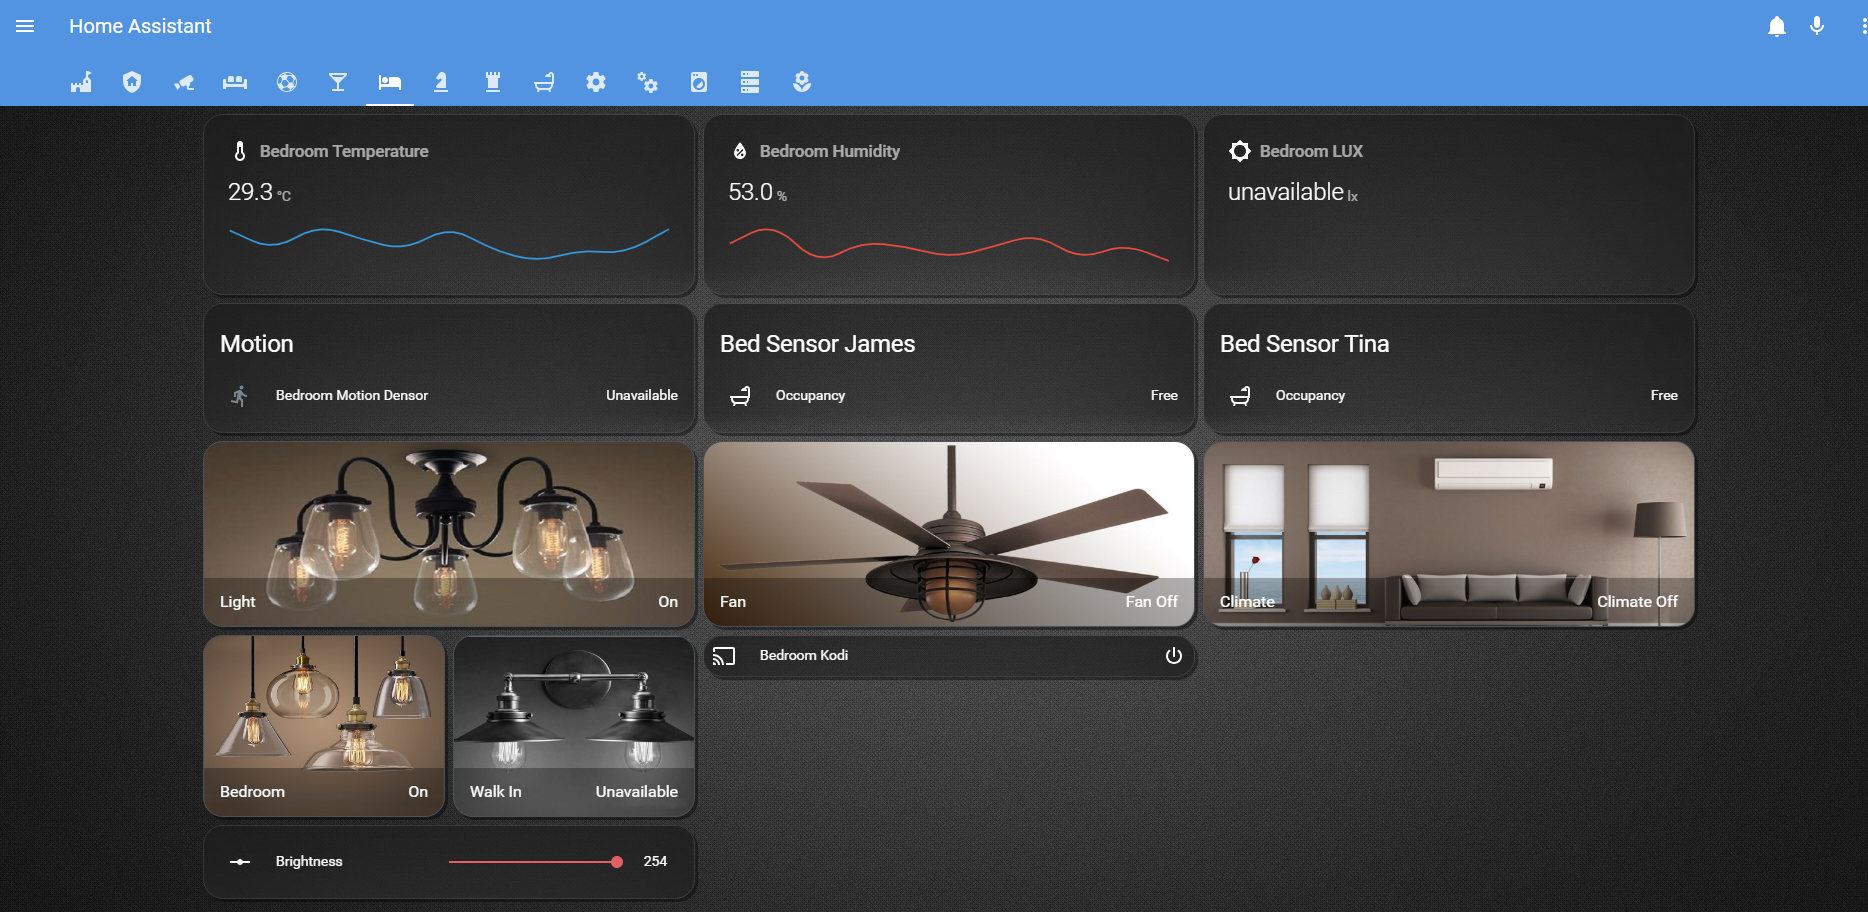 Home Assistant
Bedroom Temperature
29.3 °C
Bedroom Humidity
53.0 %
Bedroom LUX
unavailable lx
Motion
Bedroom Motion Densor Unavailable
Bed Sensor James
Occupancy Free
Bed Sensor Tina
Occupancy Free
Light On
Fan Fan Off
Climate Climate Off
Bedroom On
Walk In Unavailable
Bedroom Kodi
Brightness 254